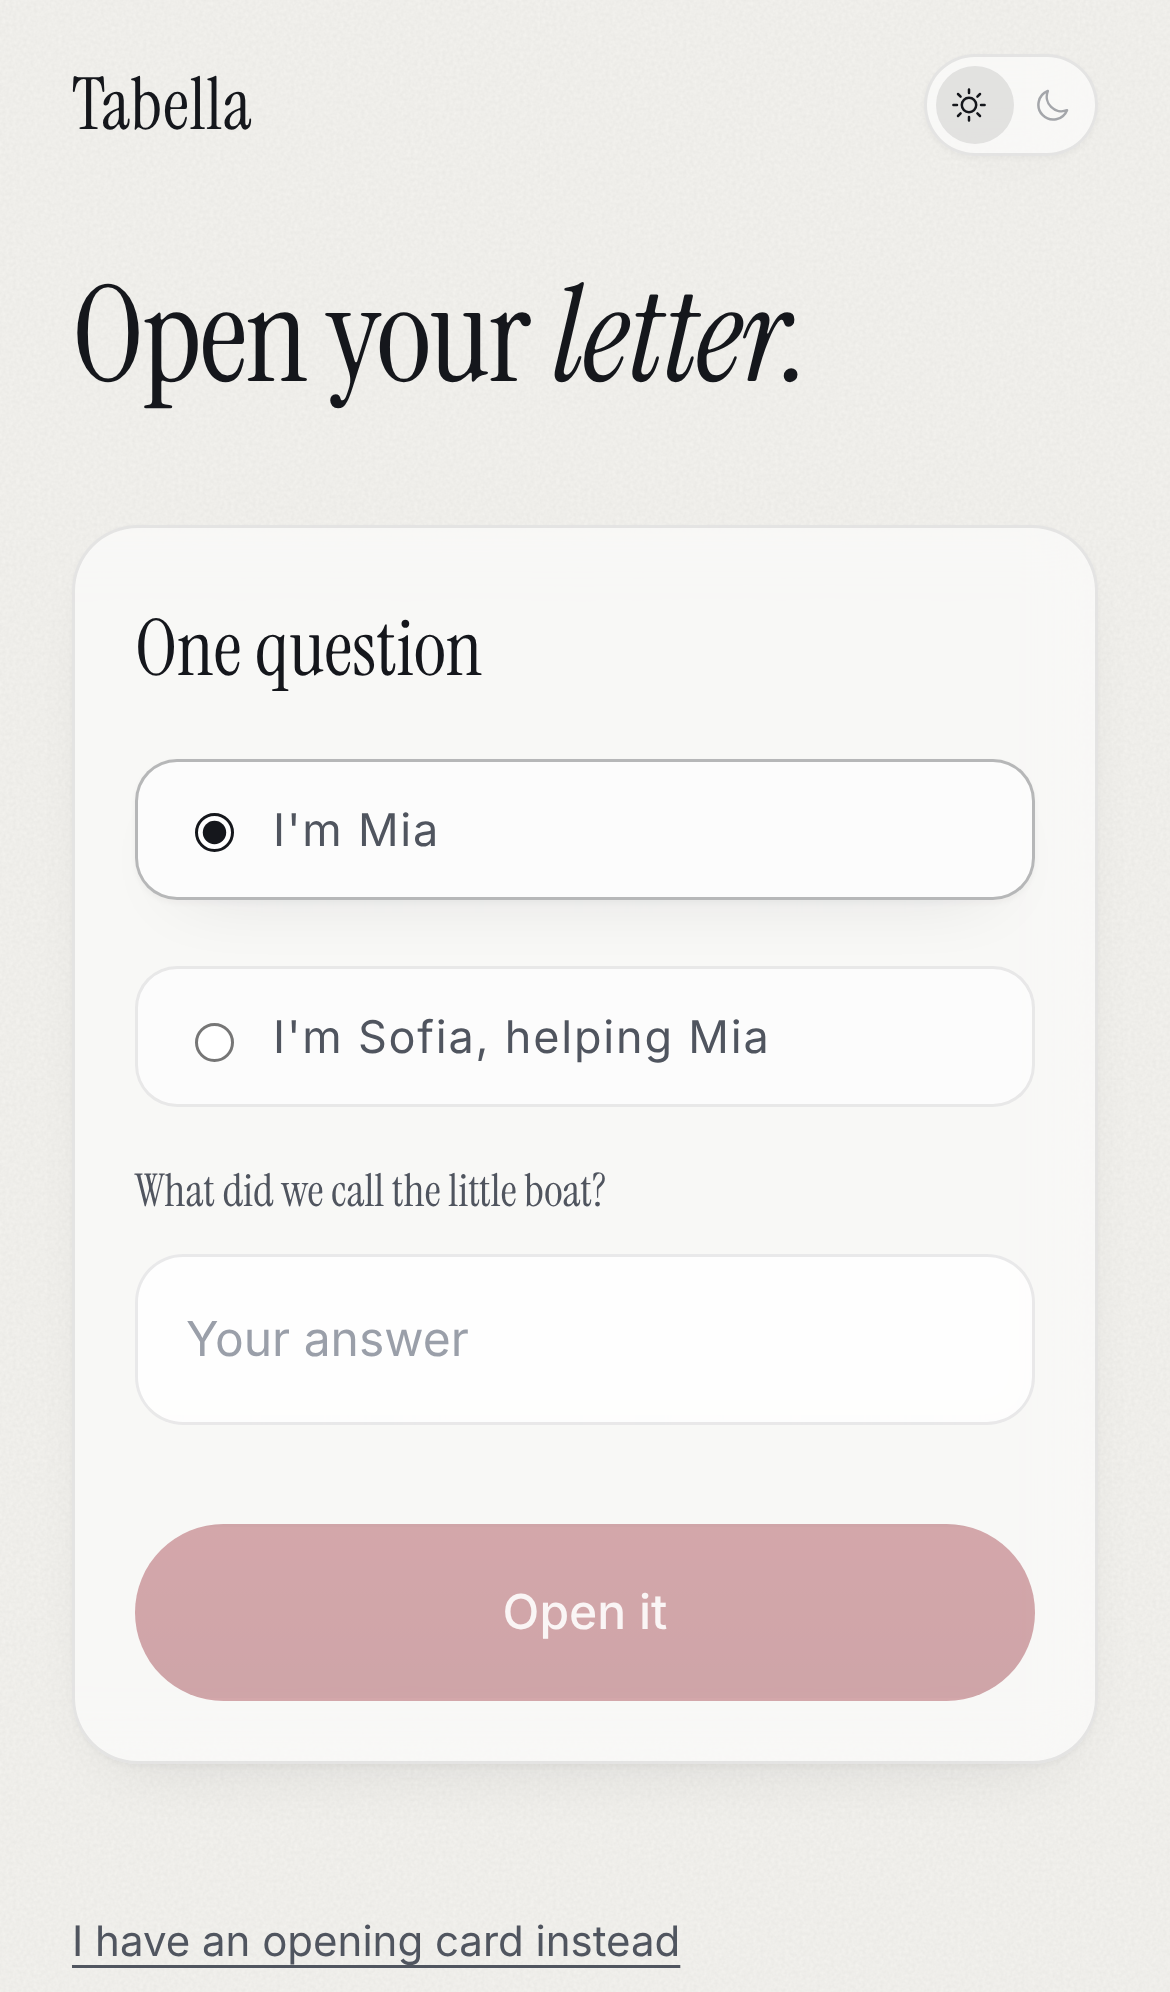 Tabella
Open your letter.
One question
I'm Mia
I'm Sofia, helping Mia
What did we call the little boat?
Your answer
Open it
I have an opening card instead